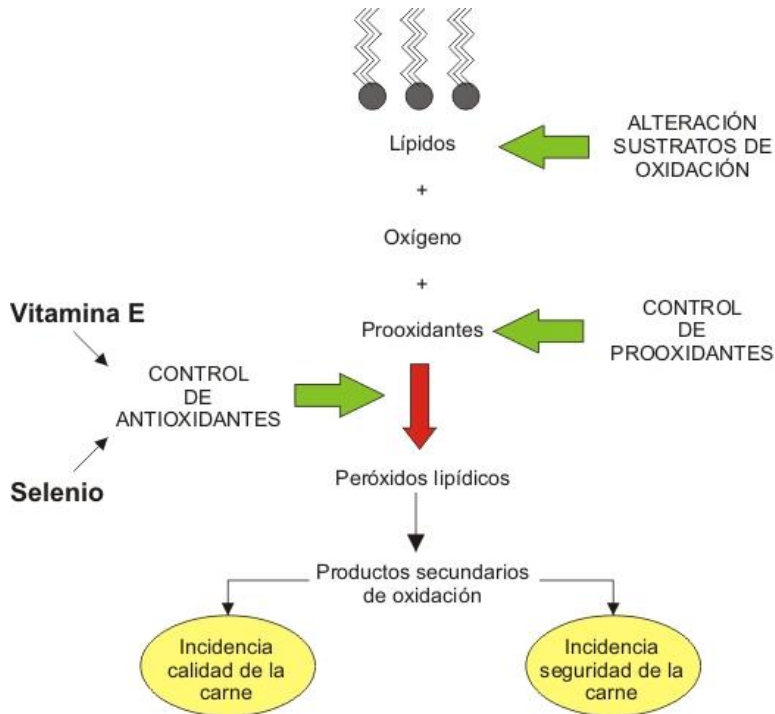 Lípidos
ALTERACIÓN
SUSTRATOS DE
OXIDACIÓN
+
Oxígeno
+
Prooxidantes
CONTROL
DE
PROOXIDANTES
Vitamina E
CONTROL
DE
ANTIOXIDANTES
Selenio
Peróxidos lipídicos
Productos secundarios
de oxidación
Incidencia
calidad de la
carne
Incidencia
seguridad de la
carne